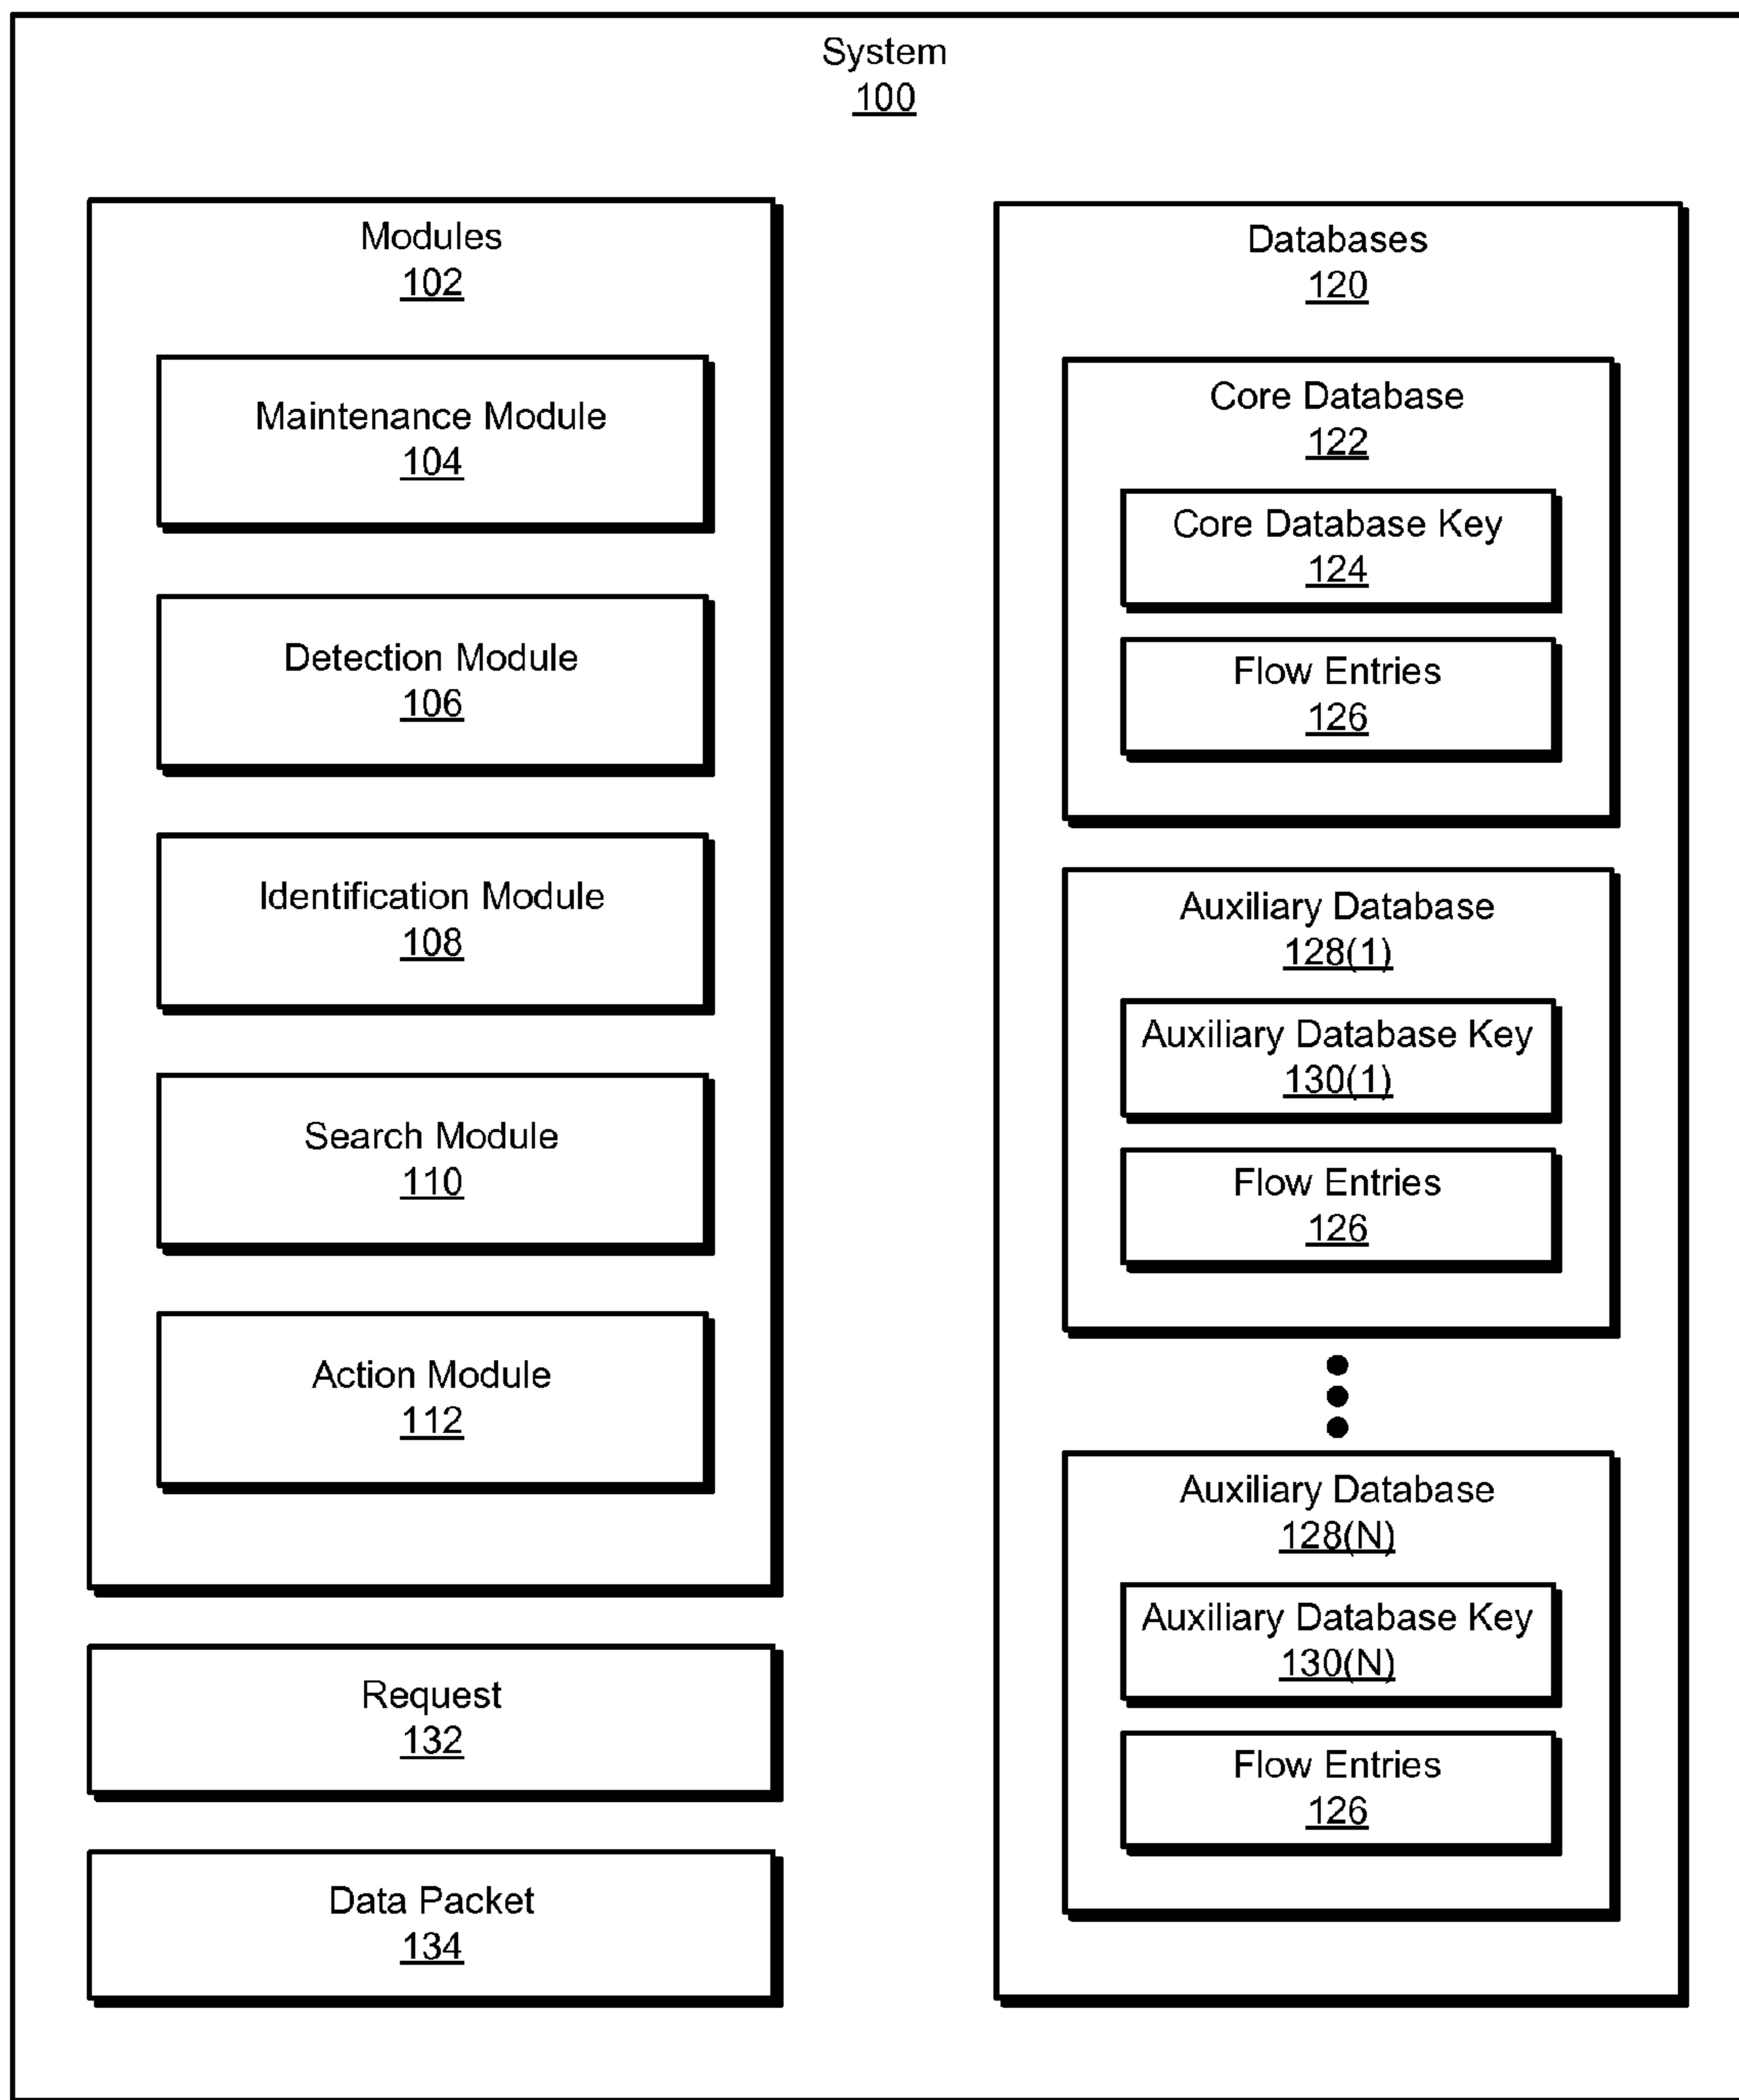 System
100
Modules
102
Maintenance Module
104
Detection Module
106
Identification Module
108
Search Module
110
Action Module
112
Request
132
Data Packet
134
Databases
120
Core Database
122
Core Database Key
124
Flow Entries
126
Auxiliary Database
128(1)
Auxiliary Database Key
130(1)
Flow Entries
126
Auxiliary Database
128(N)
Auxiliary Database Key
130(N)
Flow Entries
126